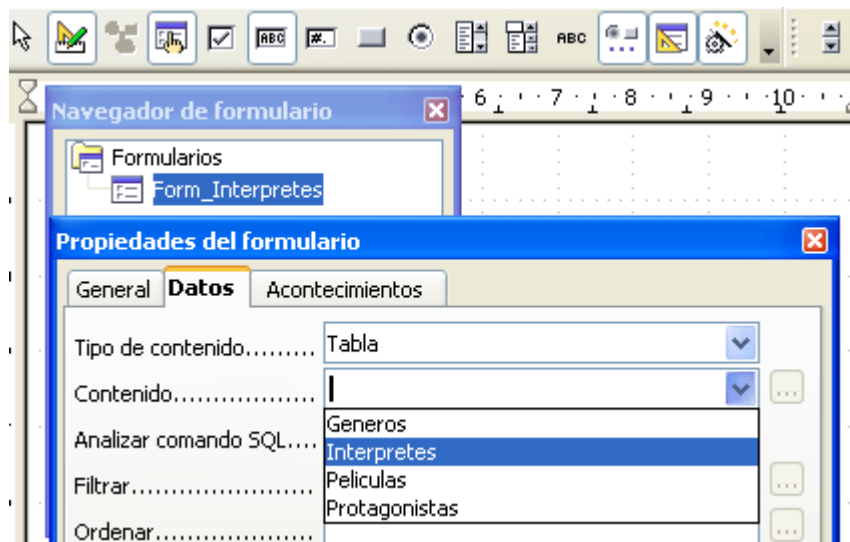 ABC
#.
ABC
6 7 8 9 10
Navegador de formulario
Formularios
Form_Interpretes
Propiedades del formulario
General Datos Acontecimientos
Tipo de contenido......... Tabla
Contenido................... ...
Generos
Analizar comando SQL....
Interpretes
Filtrar........................ ...
Peliculas
Protagonistas
Ordenar..................... ...